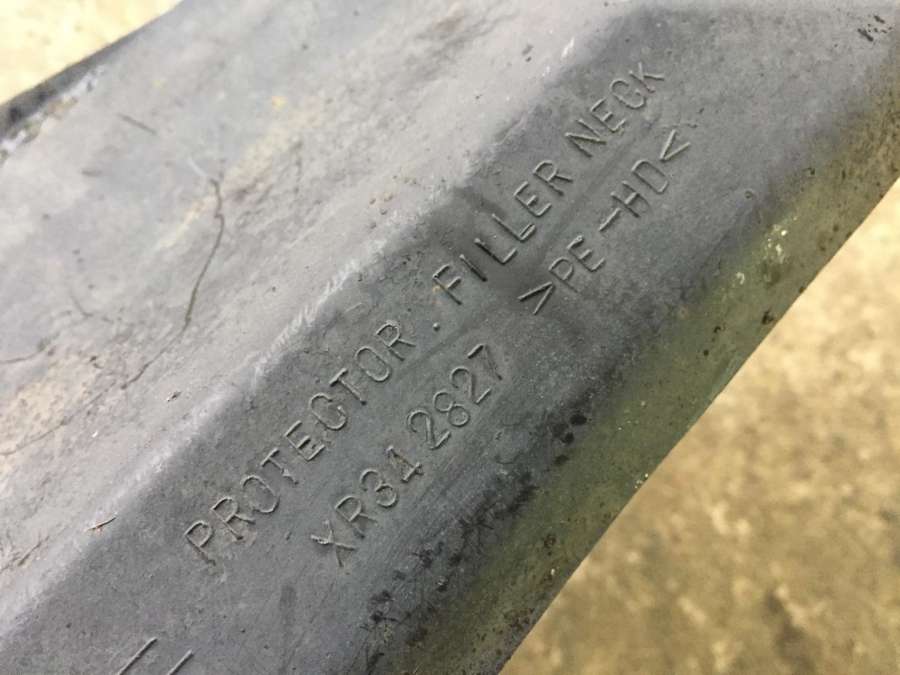 PROTECTOR. FILLER NECK
XR34 2827 >PE-HD<